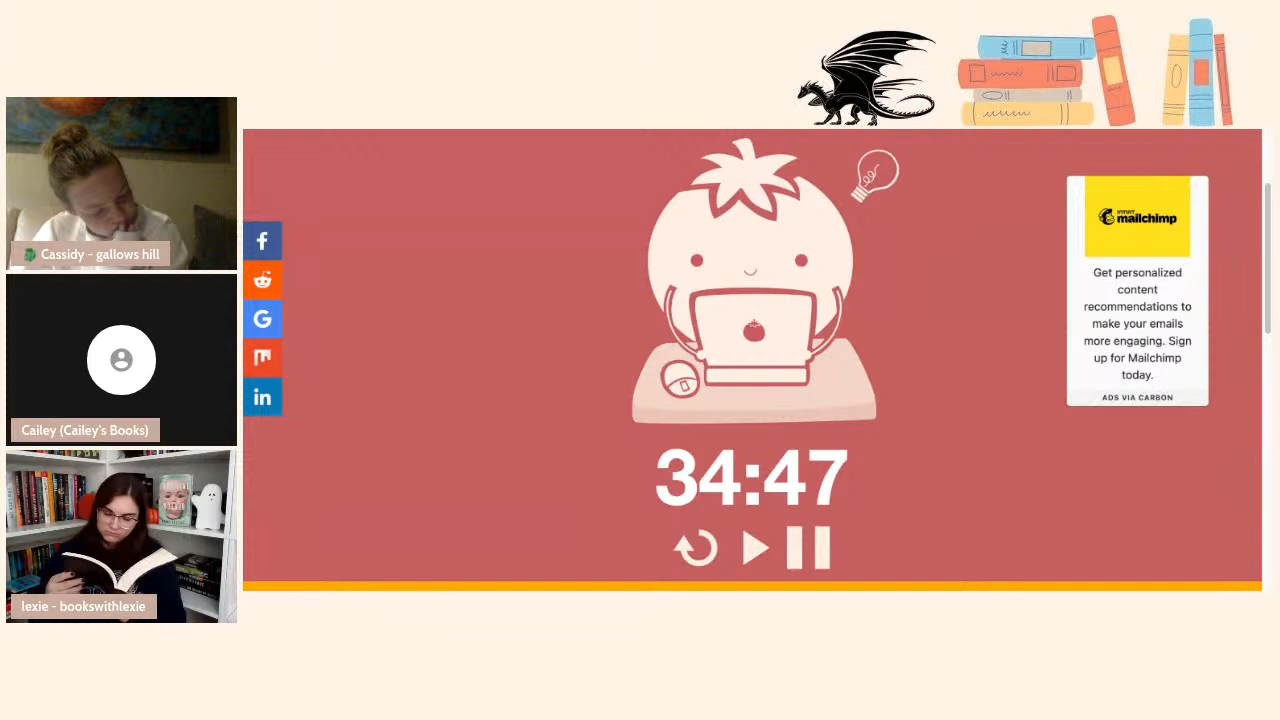 Cassidy - gallows hill
Cailey (Cailey's Books)
lexie - bookswithlexie
34:47
INTUIT
mailchimp
Get personalized
content
recommendations to
make your emails
more engaging. Sign
up for Mailchimp
today.
ADS VIA CARBON